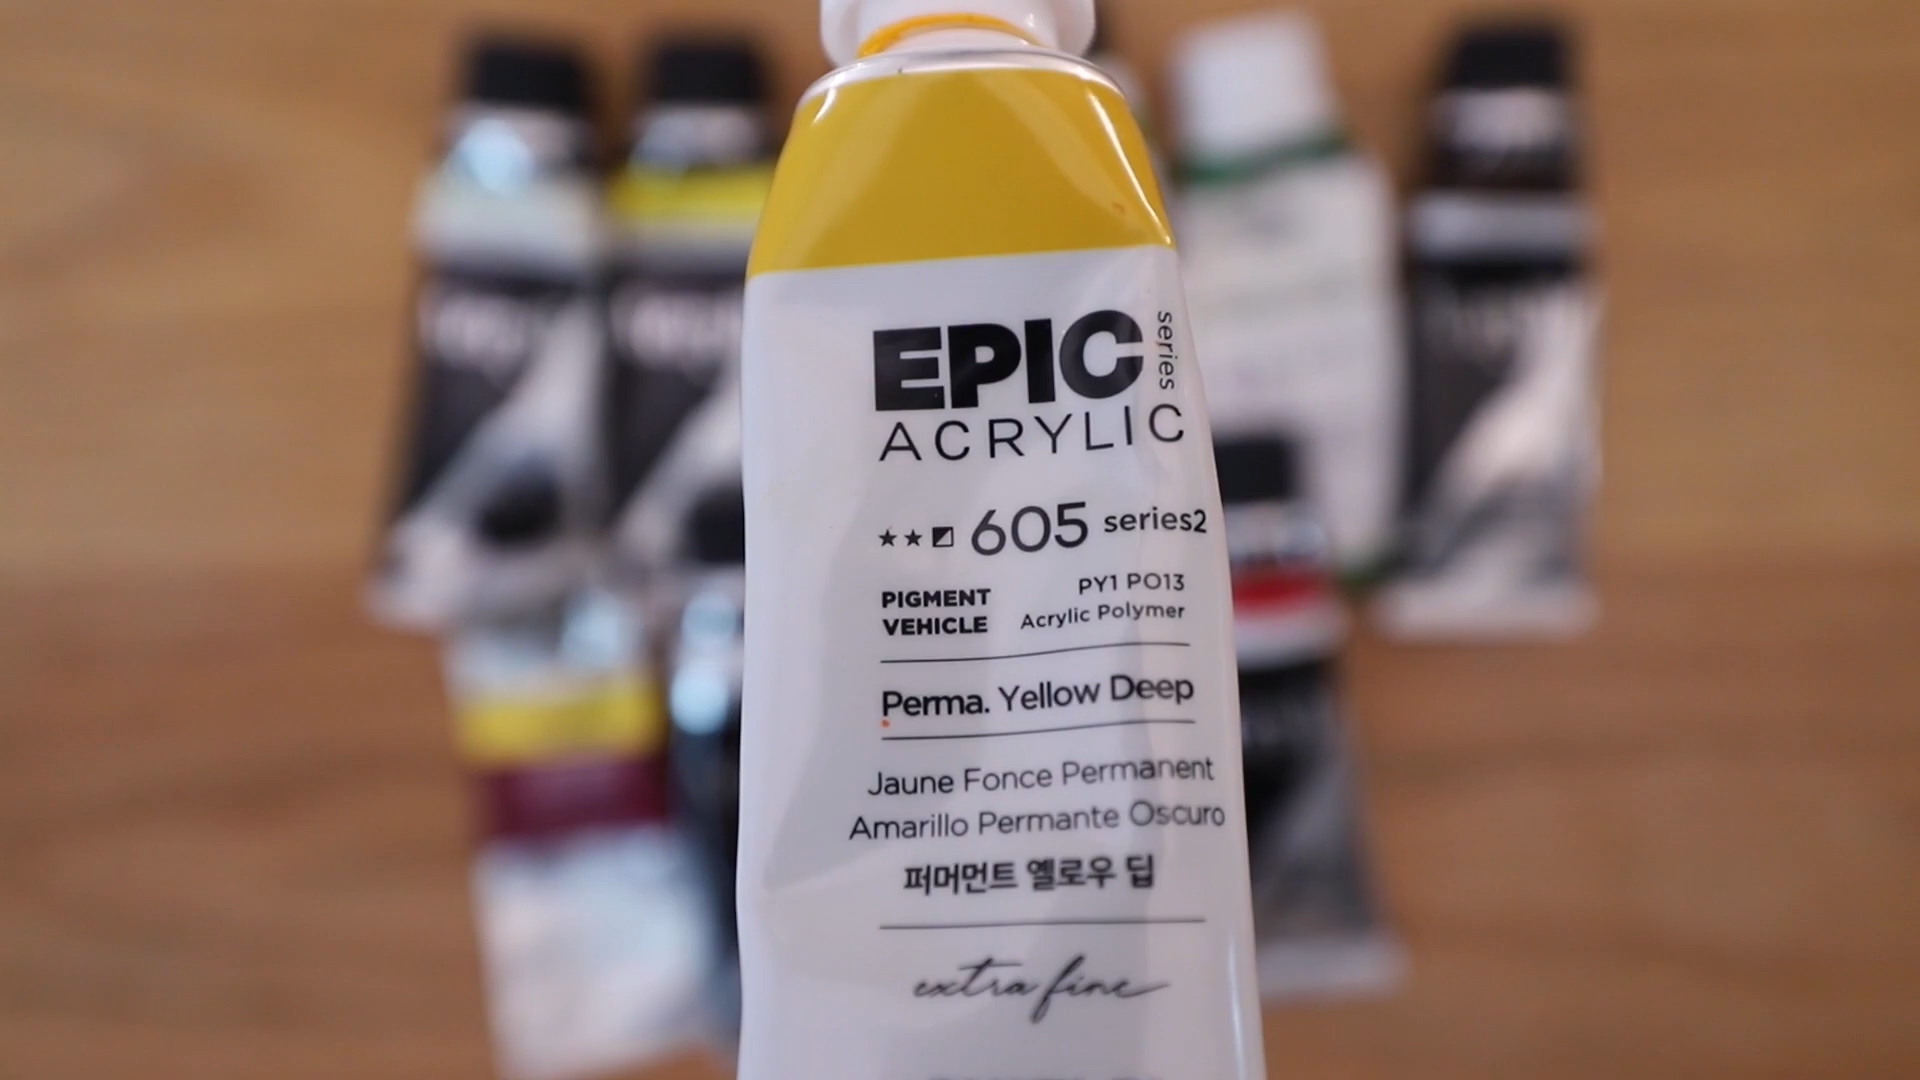 EPIC series
ACRYLIC
★★◪ 605 series2
PIGMENT PY1 PO13
VEHICLE Acrylic Polymer
Perma. Yellow Deep
Jaune Fonce Permanent
Amarillo Permante Oscuro
퍼머먼트 옐로우 딥
extra fine